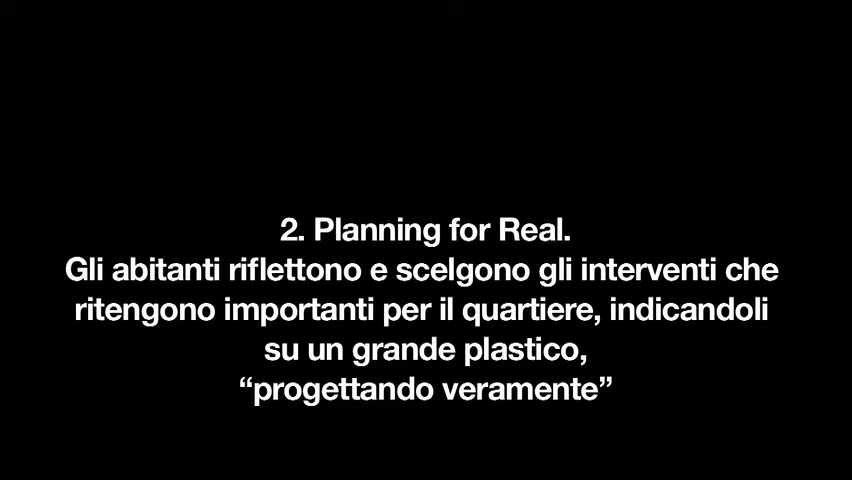 2. Planning for Real.
Gli abitanti riflettono e scelgono gli interventi che
ritengono importanti per il quartiere, indicandoli
su un grande plastico,
“progettando veramente”